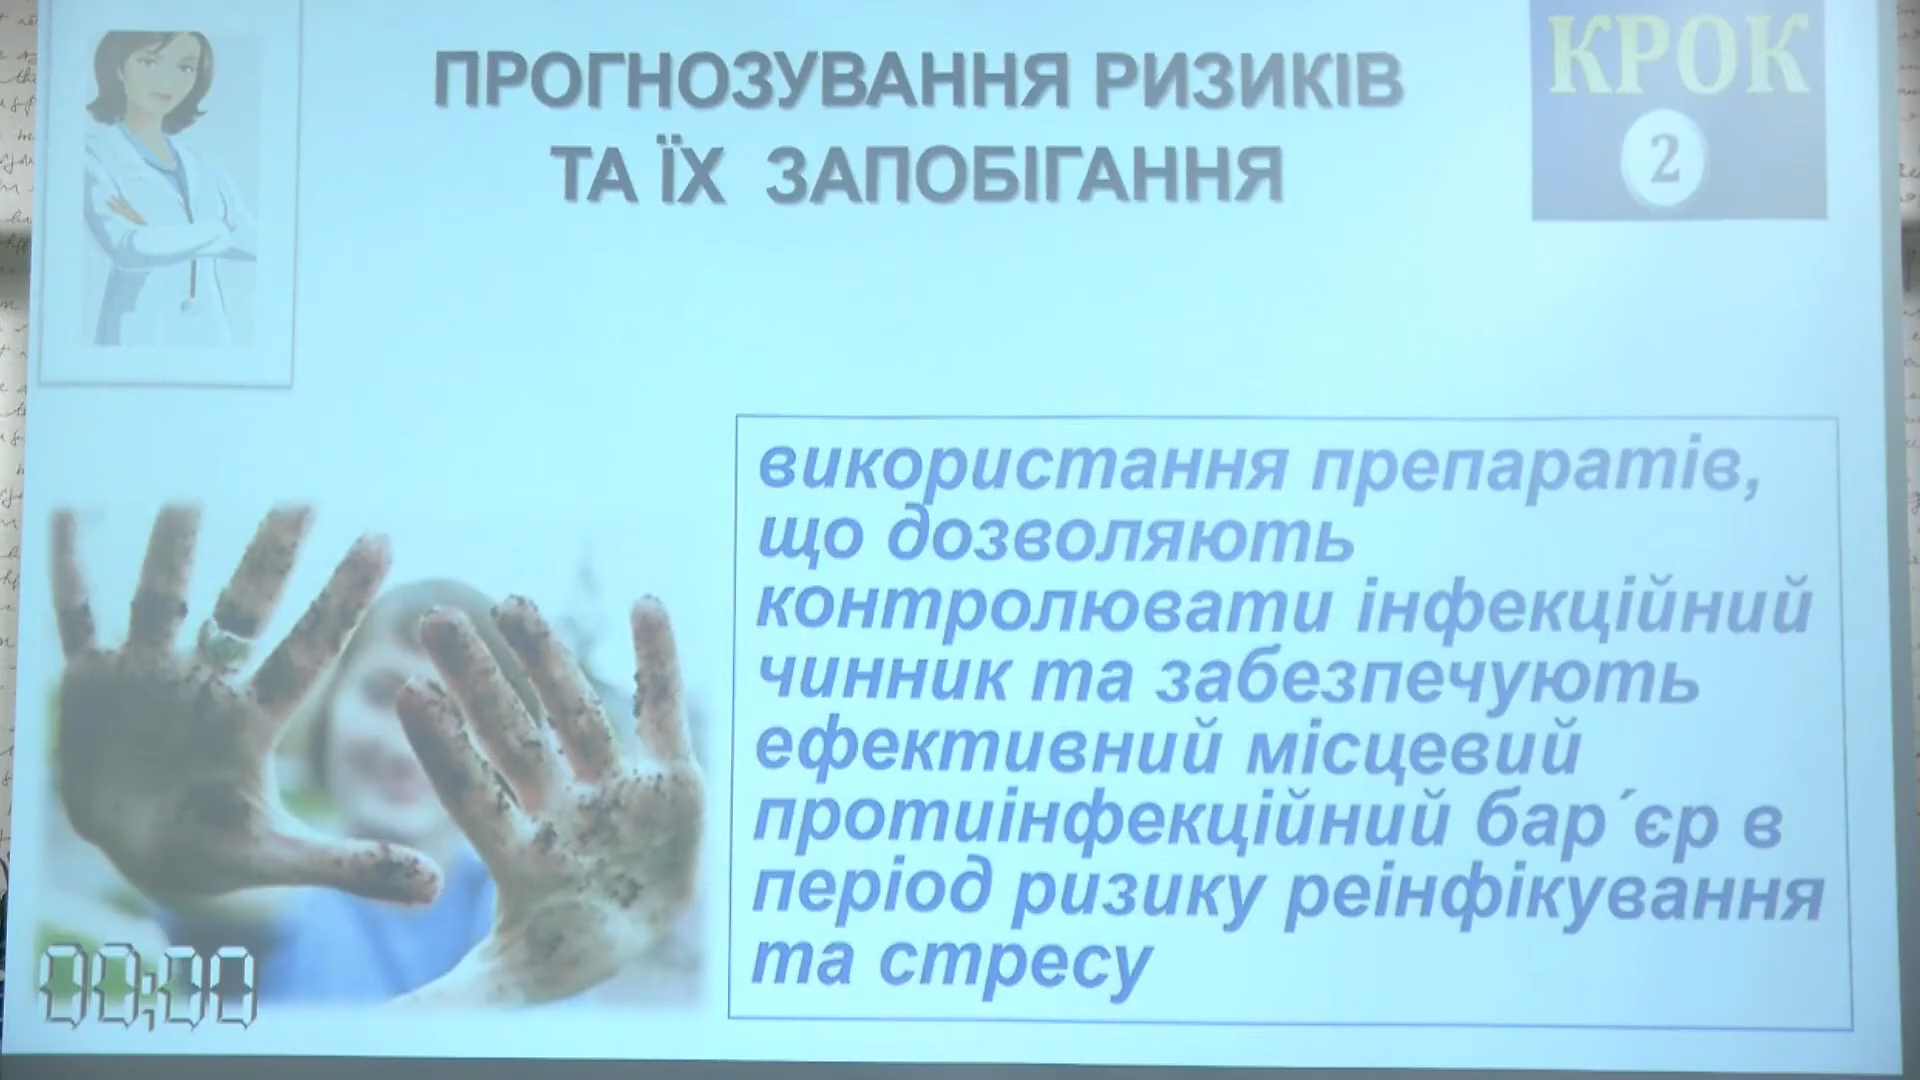 ПРОГНОЗУВАННЯ РИЗИКІВ
ТА ЇХ ЗАПОБІГАННЯ
КРОК
2
використання препаратів,
що дозволяють
контролювати інфекційний
чинник та забезпечують
ефективний місцевий
протиінфекційний бар´єр в
період ризику реінфікування
та стресу
00:00